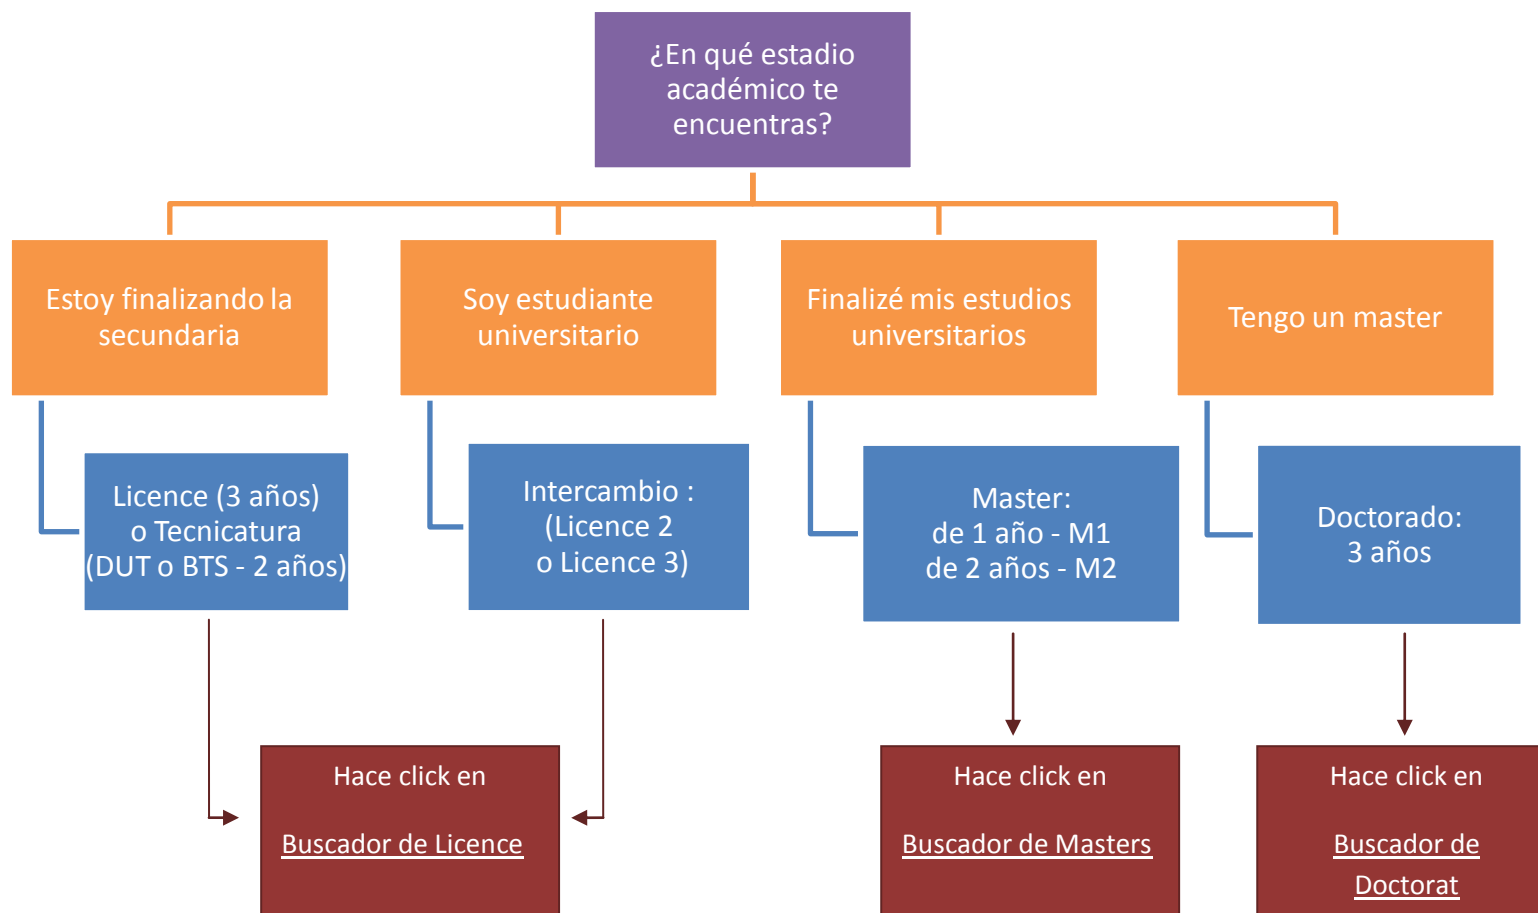 ¿En qué estadio
académico te
encuentras?
Estoy finalizando la
secundaria
Soy estudiante
universitario
Finalizé mis estudios
universitarios
Tengo un master
Licence (3 años)
o Tecnicatura
(DUT o BTS - 2 años)
Intercambio :
(Licence 2
o Licence 3)
Master:
de 1 año - M1
de 2 años - M2
Doctorado:
3 años
Hace click en
Buscador de Licence
Hace click en
Buscador de Masters
Hace click en
Buscador de
Doctorat